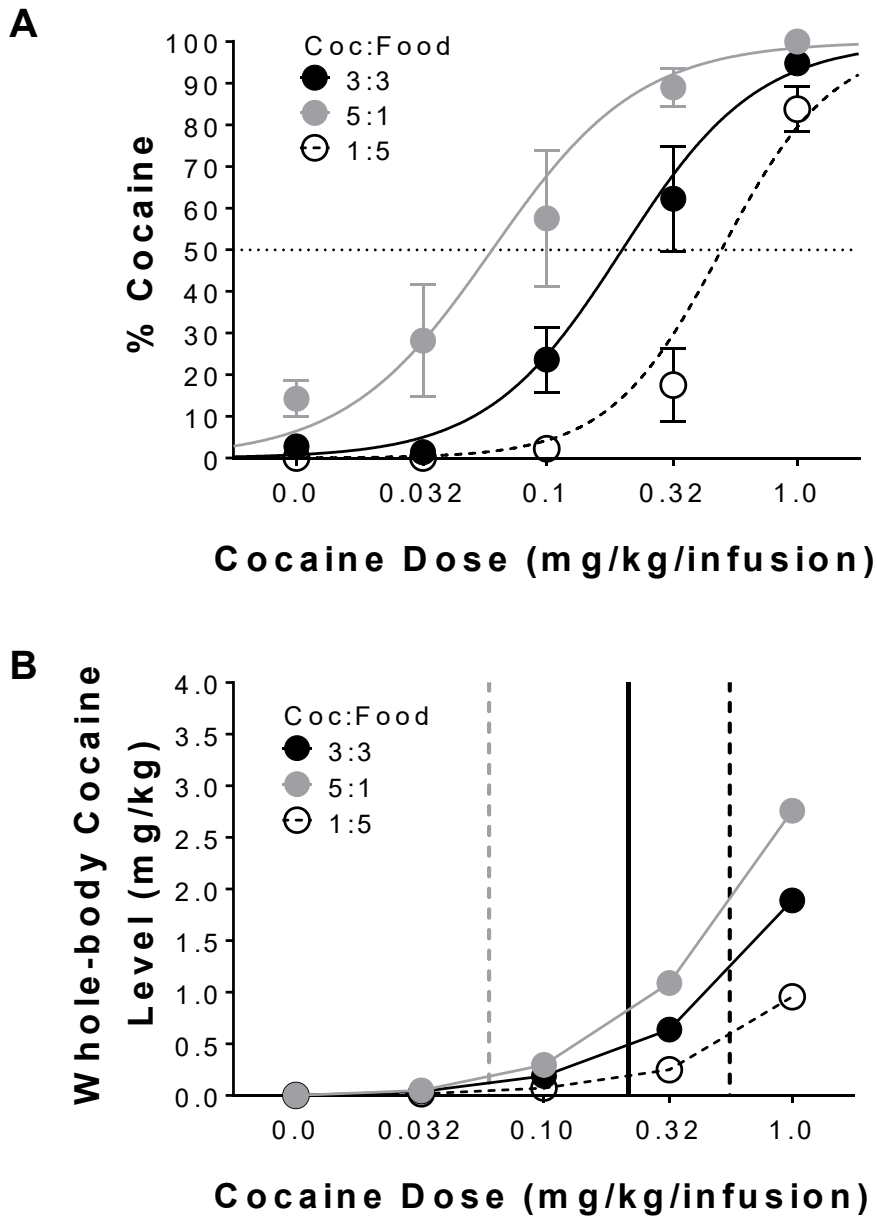 A
Coc:Food
3:3
5:1
1:5
100
90
80
70
60
50
40
30
20
10
0
% Cocaine
0.0 0.032 0.1 0.32 1.0
Cocaine Dose (mg/kg/infusion)
B
Coc:Food
3:3
5:1
1:5
4.0
3.5
3.0
2.5
2.0
1.5
1.0
0.5
0.0
Whole-body Cocaine
Level (mg/kg)
0.0 0.032 0.10 0.32 1.0
Cocaine Dose (mg/kg/infusion)